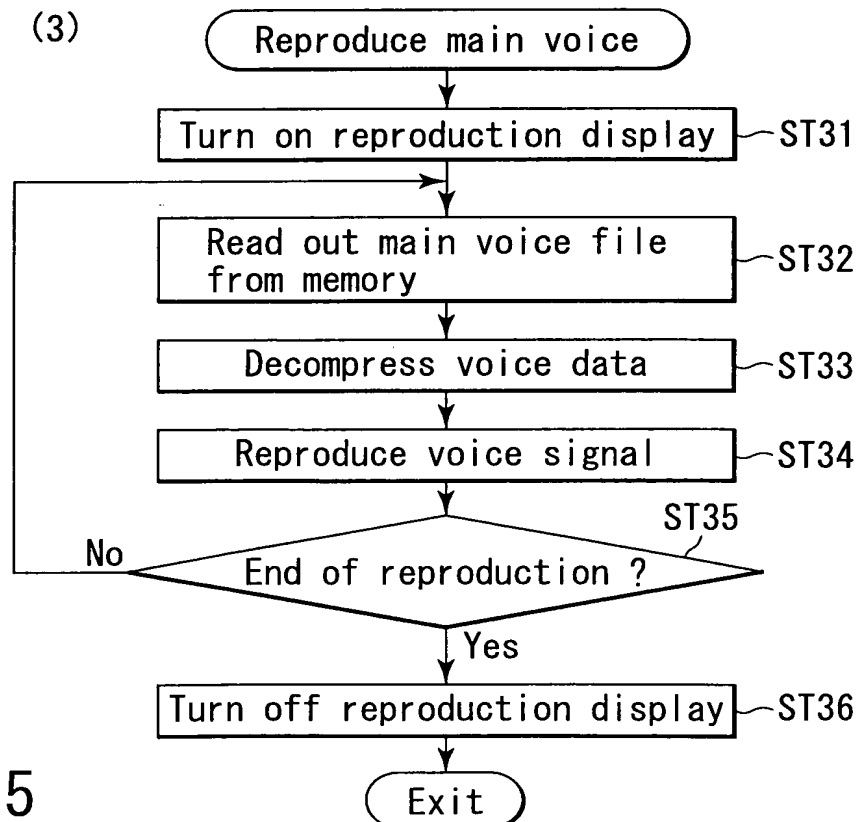 (3)
Reproduce main voice
Turn on reproduction display
ST31
Read out main voice file
from memory
ST32
Decompress voice data
ST33
Reproduce voice signal
ST34
ST35
No
End of reproduction ?
Yes
Turn off reproduction display
ST36
5
Exit